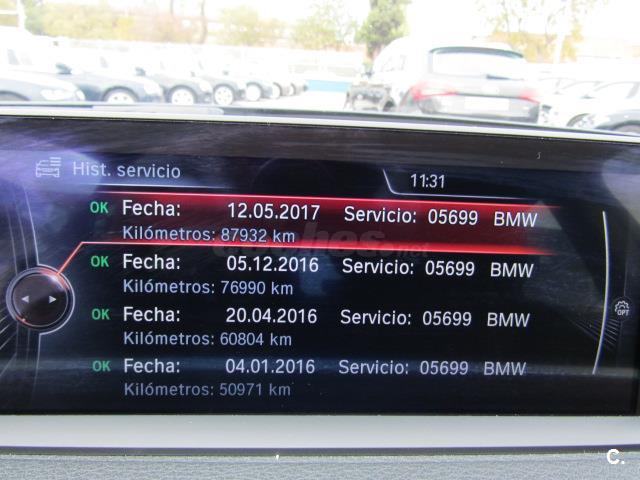 Hist. servicio
11:31
OK Fecha: 12.05.2017 Servicio: 05699 BMW
Kilómetros: 87932 km
OK Fecha: 05.12.2016 Servicio: 05699 BMW
Kilómetros: 76990 km
OK Fecha: 20.04.2016 Servicio: 05699 BMW
Kilómetros: 60804 km
OK Fecha: 04.01.2016 Servicio: 05699 BMW
Kilómetros: 50971 km
OPT
c.